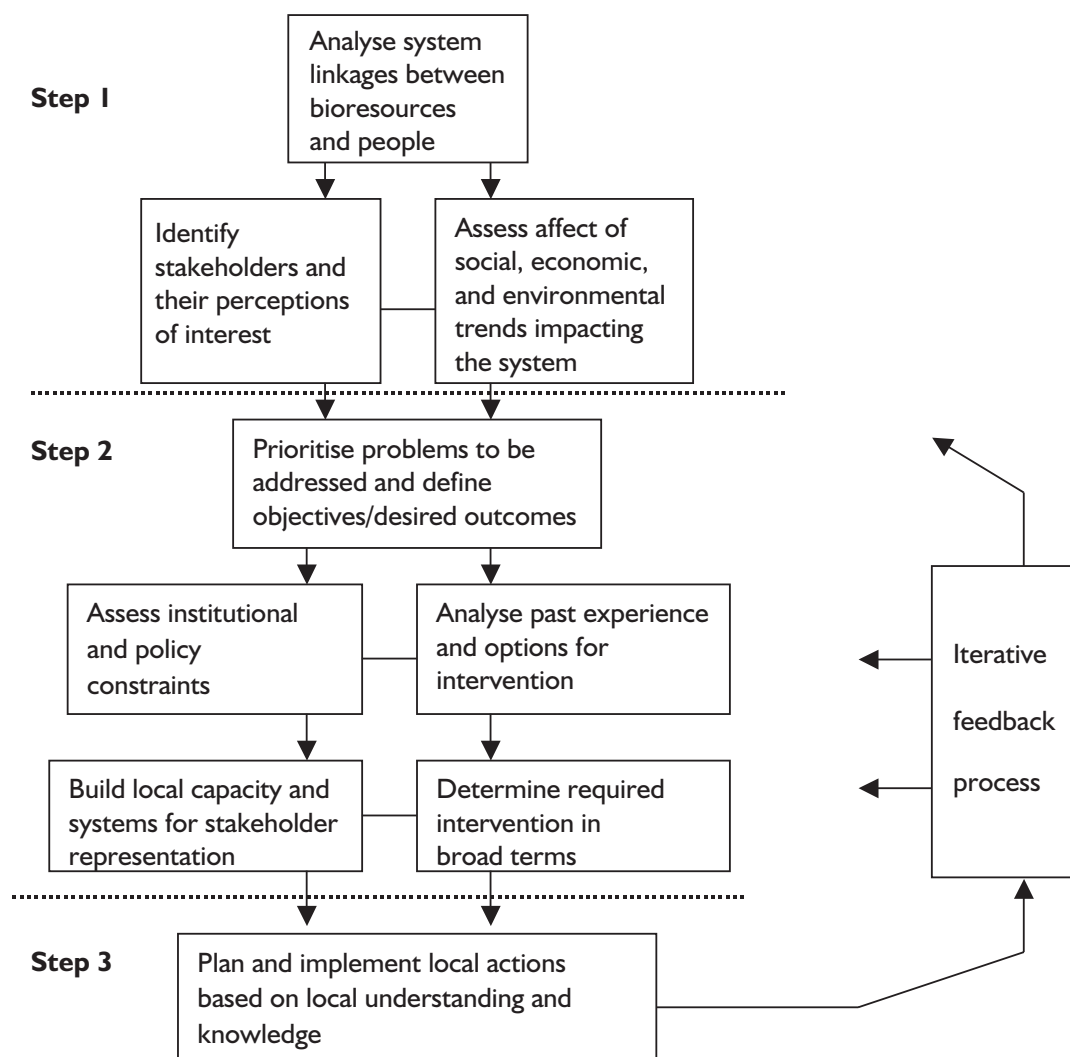 Analyse system
linkages between
bioresources
and people
Step 1
Identify
stakeholders and
their perceptions
of interest
Assess affect of
social, economic,
and environmental
trends impacting
the system
Step 2
Prioritise problems to be
addressed and define
objectives/desired outcomes
Assess institutional
and policy
constraints
Analyse past experience
and options for
intervention
Build local capacity and
systems for stakeholder
representation
Determine required
intervention in
broad terms
Iterative
feedback
process
Step 3
Plan and implement local actions
based on local understanding and
knowledge